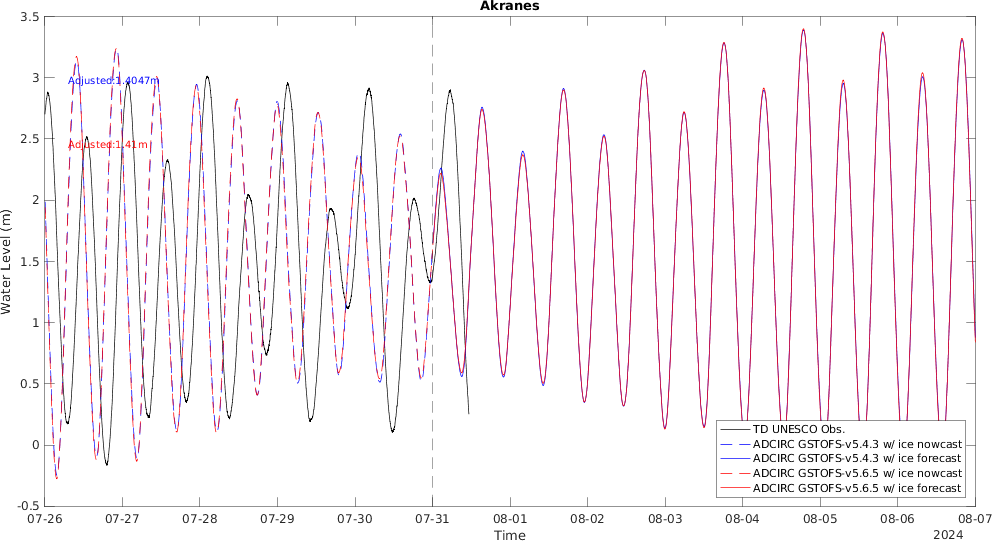 Akranes
3.5
3
2.5
2
1.5
1
0.5
0
-0.5
Water Level (m)
Adjusted:1.4047m
Adjusted:1.41m
TD UNESCO Obs.
ADCIRC GSTOFS-v5.4.3 w/ ice nowcast
ADCIRC GSTOFS-v5.4.3 w/ ice forecast
ADCIRC GSTOFS-v5.6.5 w/ ice nowcast
ADCIRC GSTOFS-v5.6.5 w/ ice forecast
07-26 07-27 07-28 07-29 07-30 07-31 08-01 08-02 08-03 08-04 08-05 08-06 08-07
Time
2024